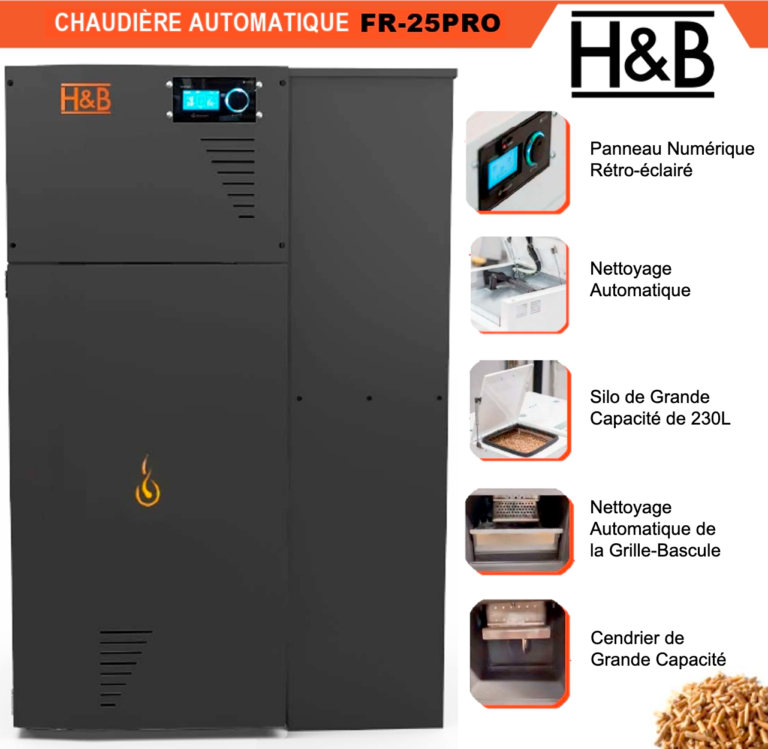 CHAUDIÈRE AUTOMATIQUE FR-25PRO
H&B
H&B
Panneau Numérique
Rétro-éclairé
Nettoyage
Automatique
Silo de Grande
Capacité de 230L
Nettoyage
Automatique de
la Grille-Bascule
Cendrier de
Grande Capacité